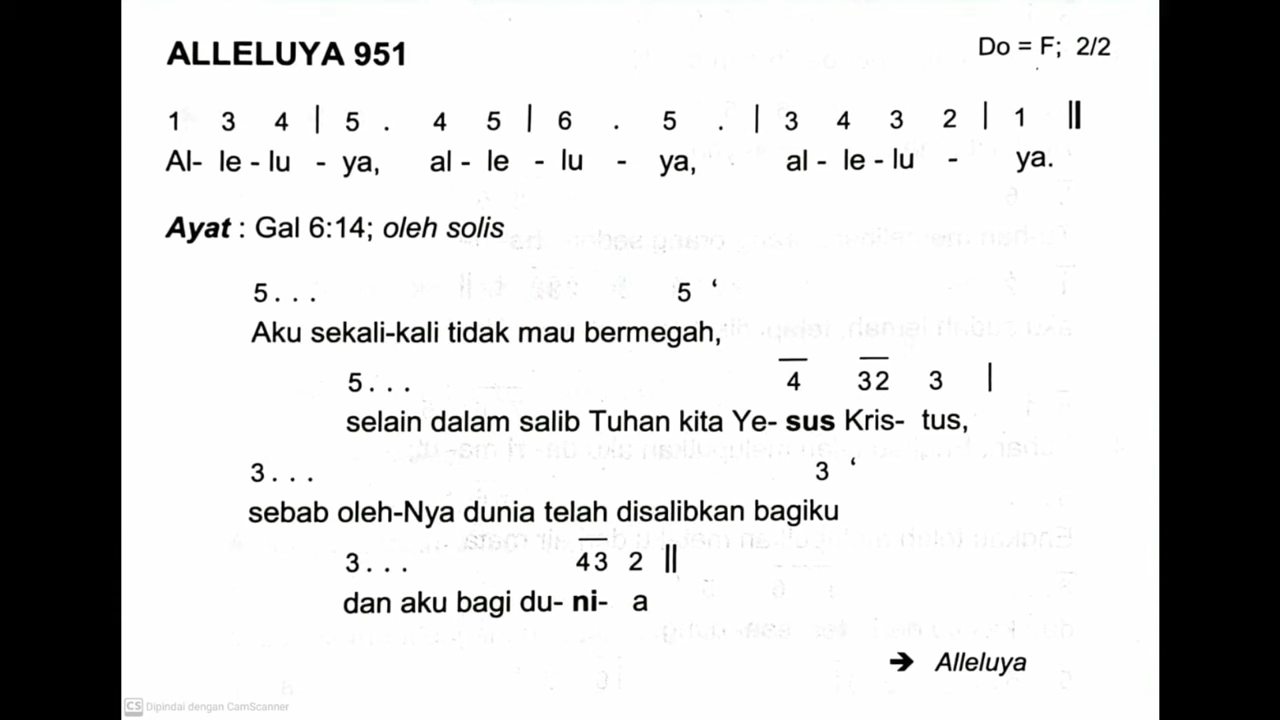 ALLELUYA 951 Do = F; 2/2
1 3 4 | 5 . 4 5 | 6 . 5 . | 3 4 3 2 | 1 ||
Al- le - lu - ya, al - le - lu - ya, al - le - lu - ya.
Ayat : Gal 6:14; oleh solis
5 . . . 5 ‘
Aku sekali-kali tidak mau bermegah,
5 . . . 4 32 3 |
selain dalam salib Tuhan kita Ye- sus Kris- tus,
3 . . . 3 ‘
sebab oleh-Nya dunia telah disalibkan bagiku
3 . . . 43 2 ||
dan aku bagi du- ni- a
➔ Alleluya
CS Dipindai dengan CamScanner